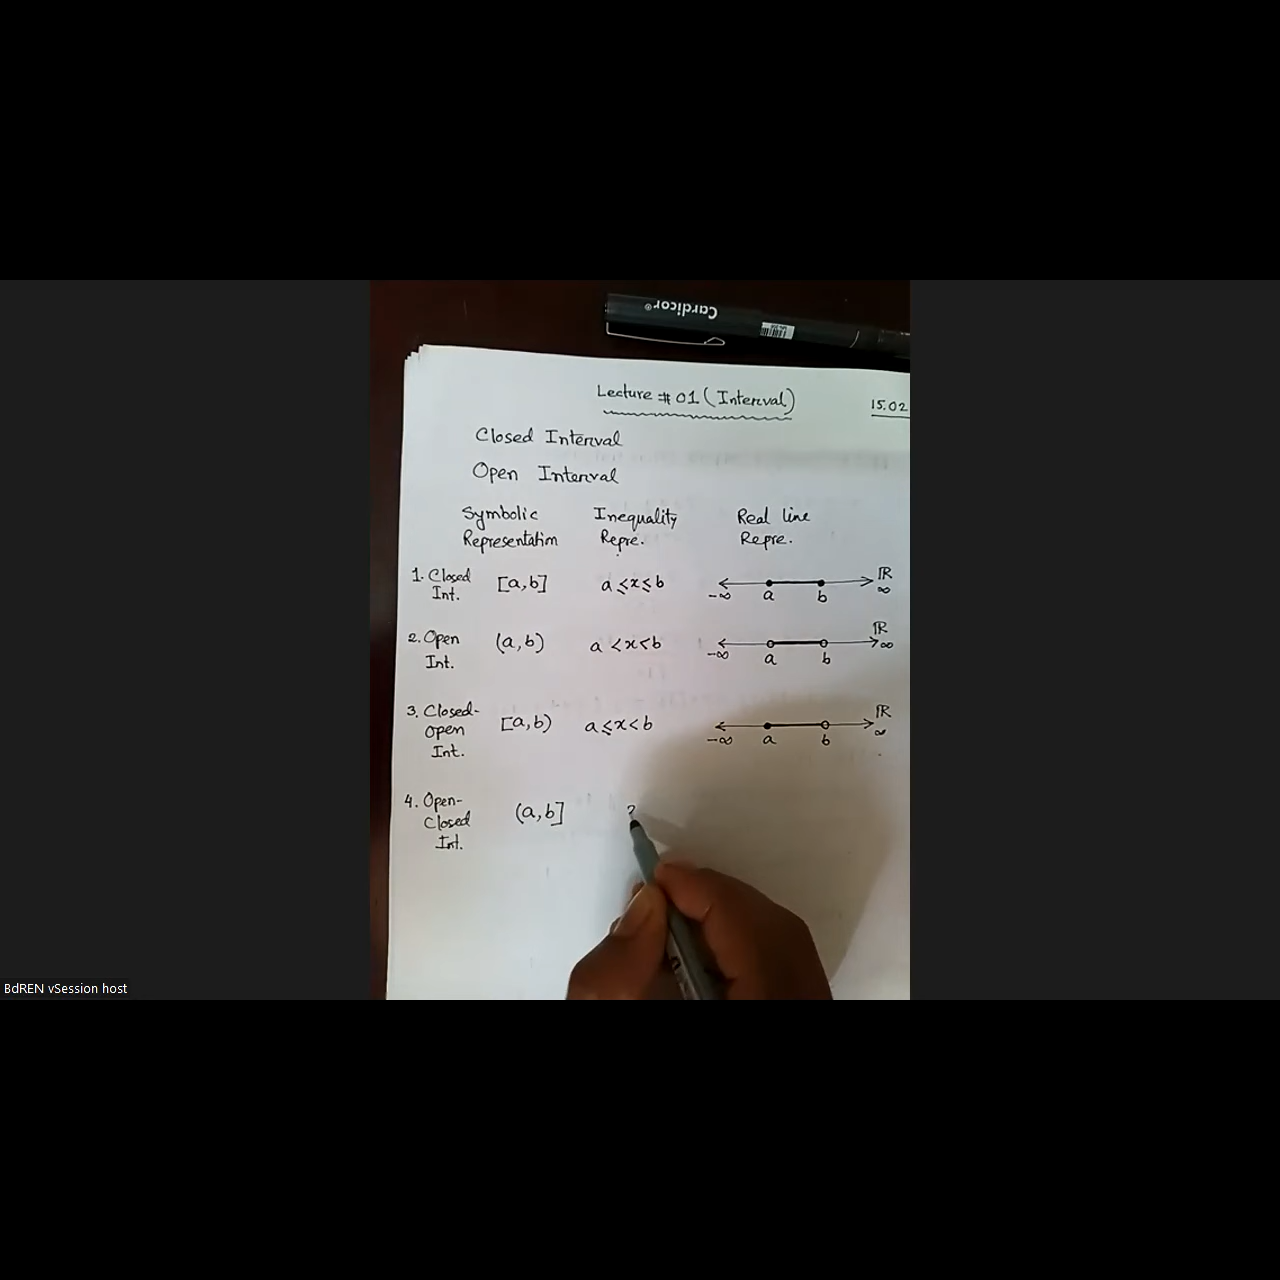 Cardicor®
Lecture # 01 (Interval)
15.02
Closed Interval
Open Interval
Symbolic Representation
Inequality Repre.
Real line Repre.
1. Closed Int.
[a,b]
a ≤ x ≤ b
-∞ a b ℝ ∞
2. Open Int.
(a,b)
a < x < b
-∞ a b ℝ ∞
3. Closed-open Int.
[a,b)
a ≤ x < b
-∞ a b ℝ ∞
4. Open-Closed Int.
(a,b]
?
BdREN vSession host